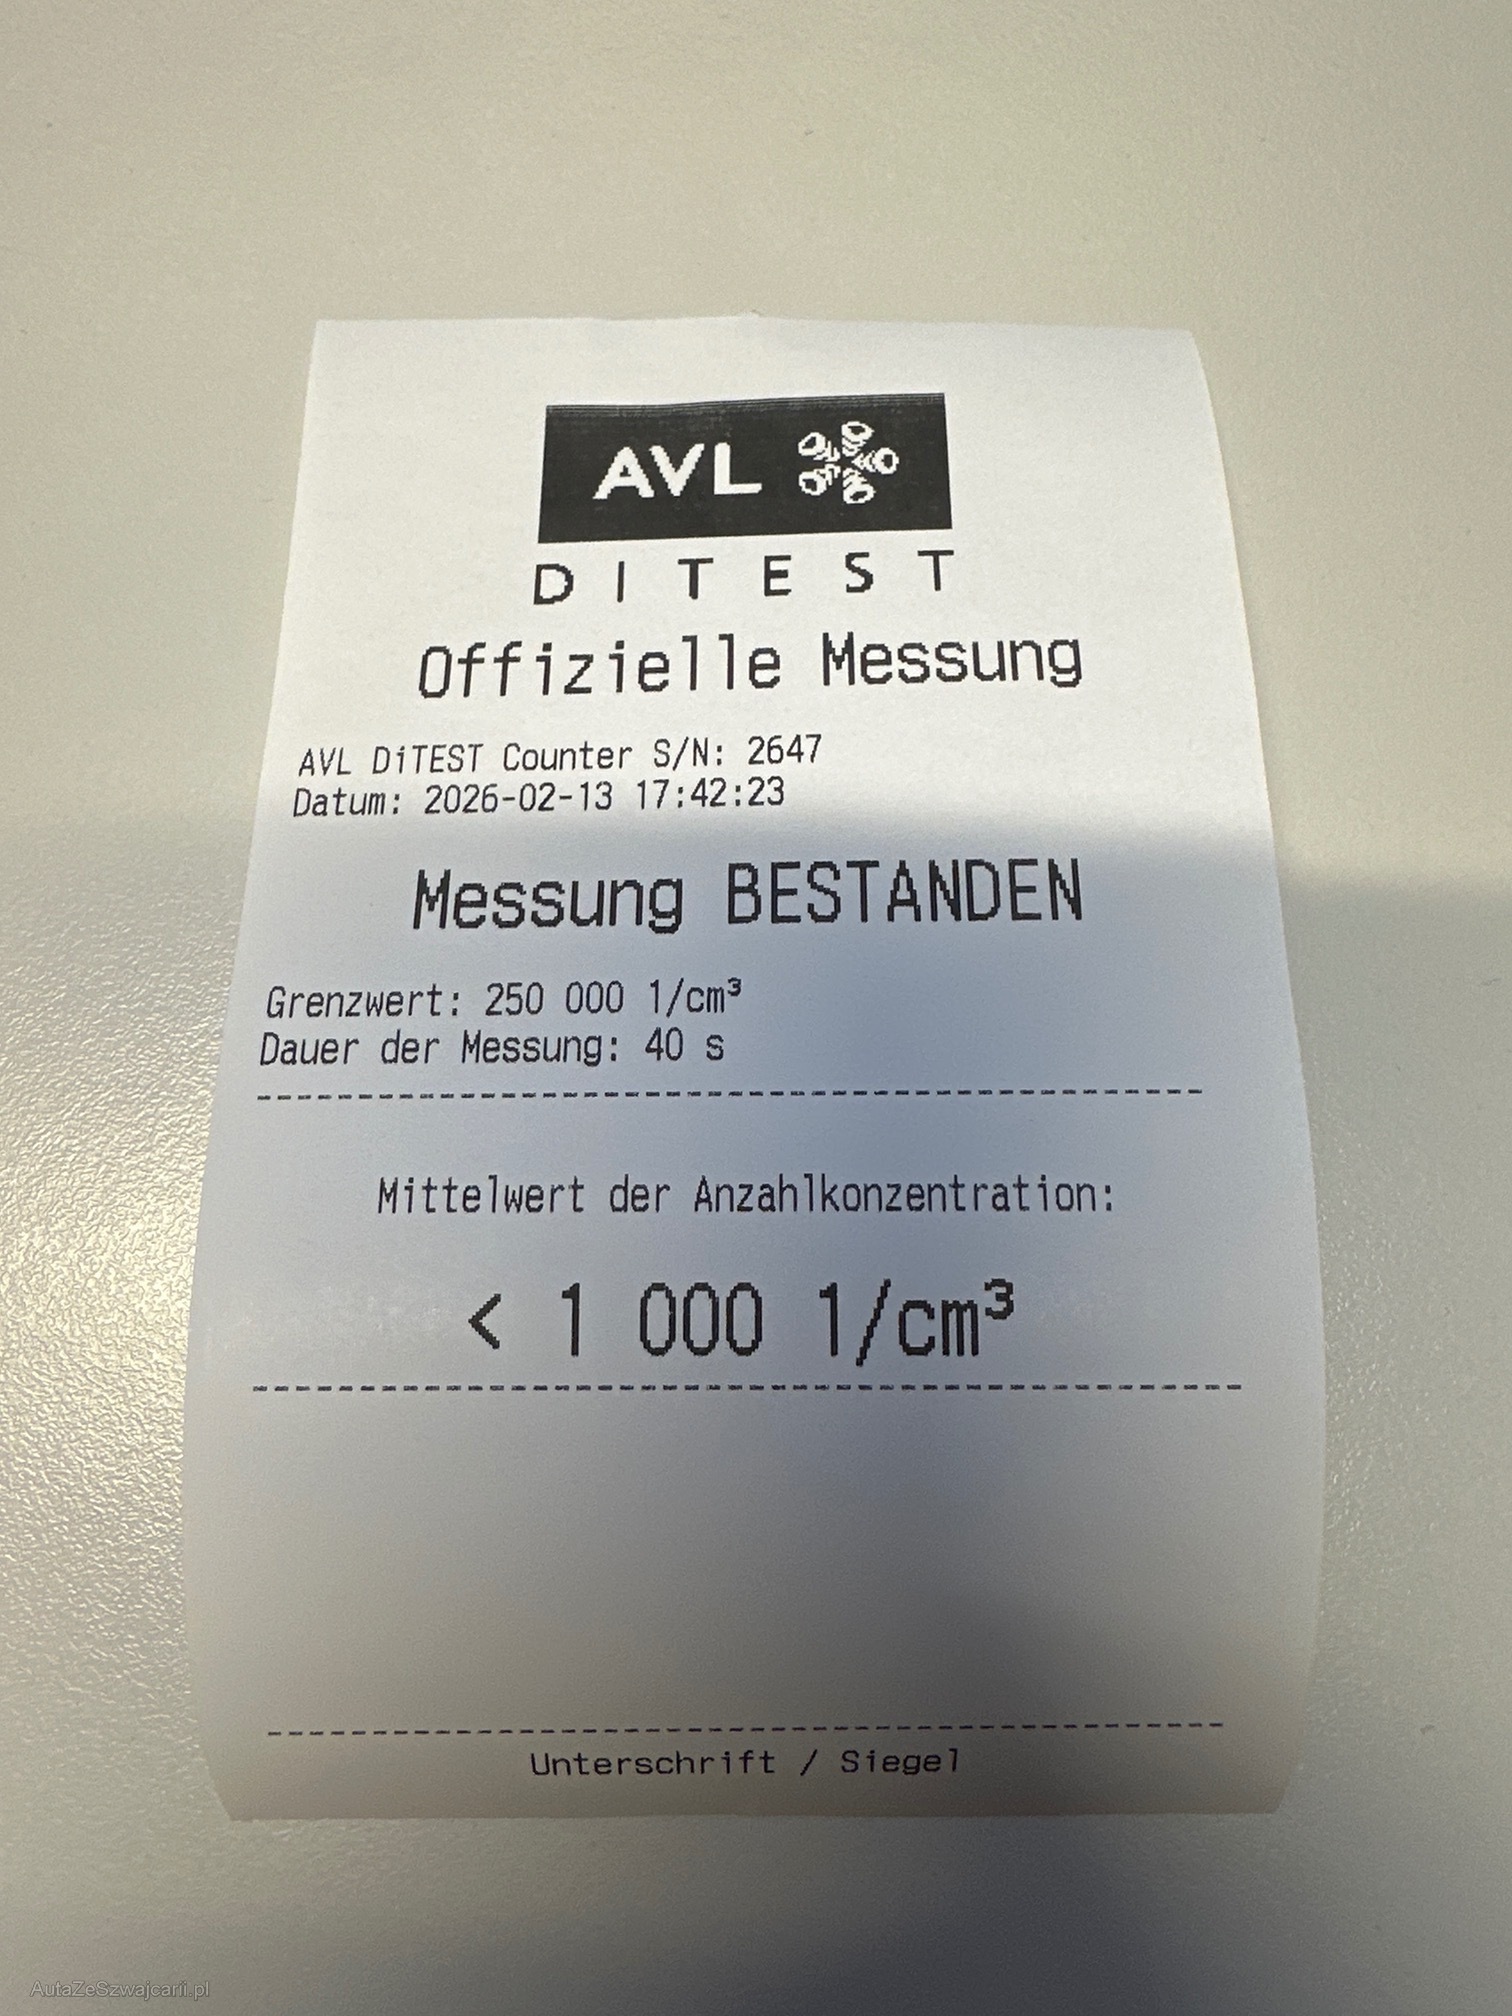 AVL
DITEST
Offizielle Messung
AVL DiTEST Counter S/N: 2647
Datum: 2026-02-13 17:42:23
Messung BESTANDEN
Grenzwert: 250 000 1/cm³
Dauer der Messung: 40 s
Mittelwert der Anzahlkonzentration:
< 1 000 1/cm³
Unterschrift / Siegel
AutaZeSzwajcarii.pl